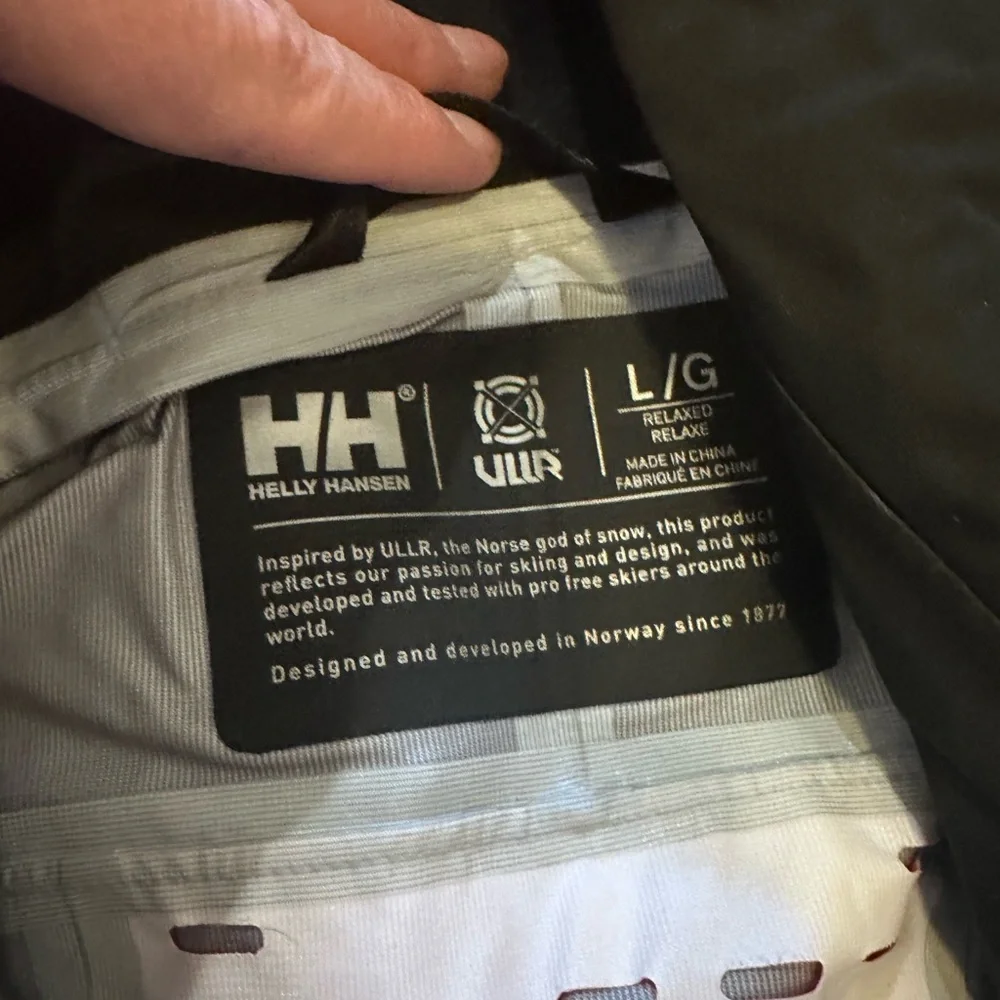 HH®
HELLY HANSEN
ULLR
L/G
RELAXED
RELAXE
MADE IN CHINA
FABRIQUÉ EN CHINE
Inspired by ULLR, the Norse god of snow, this product
reflects our passion for skiing and design, and was
developed and tested with pro free skiers around the
world.
Designed and developed in Norway since 1877